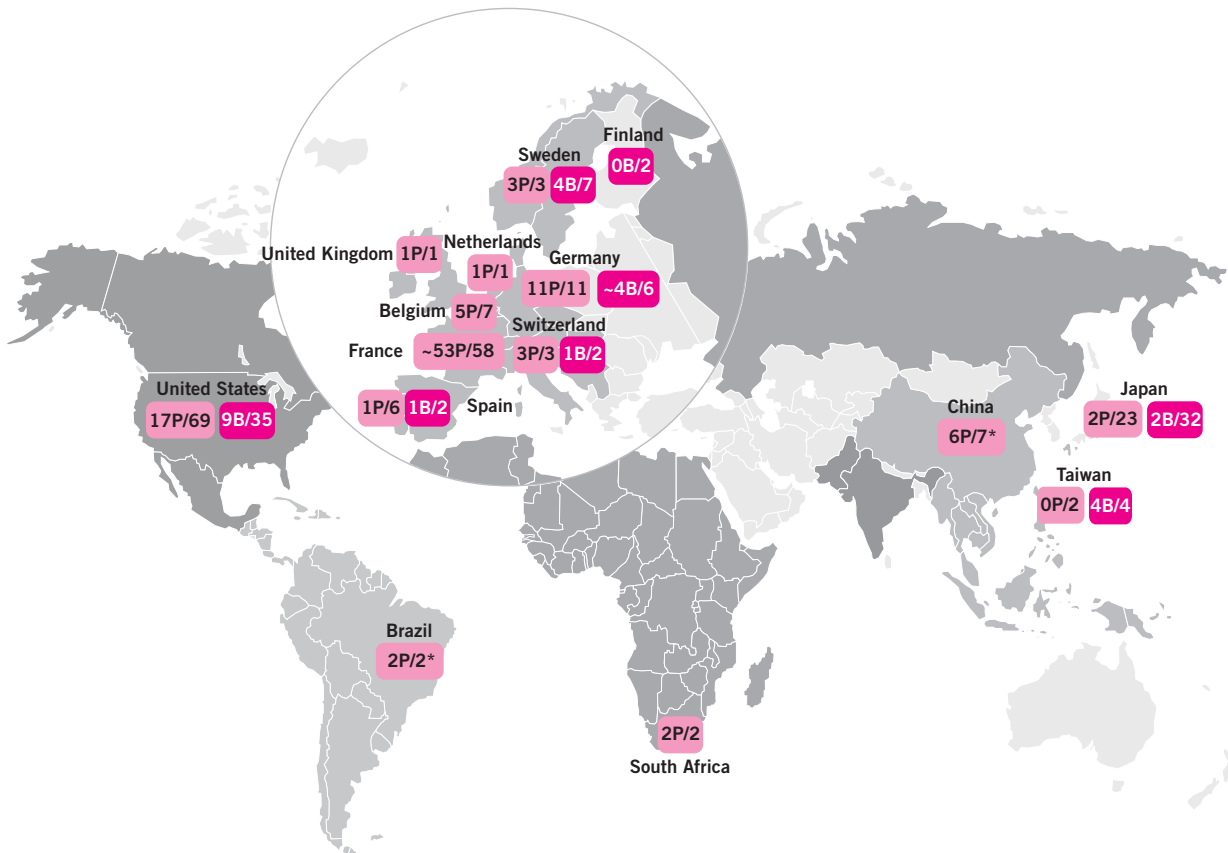 Finland
0B/2
Sweden
3P/3 4B/7
United Kingdom 1P/1
Netherlands
1P/1
Germany
11P/11 ~4B/6
Belgium 5P/7
Switzerland
3P/3 1B/2
France ~53P/58
1P/6 1B/2 Spain
United States
17P/69 9B/35
China
6P/7*
Japan
2P/23 2B/32
Taiwan
0P/2 4B/4
Brazil
2P/2*
2P/2
South Africa